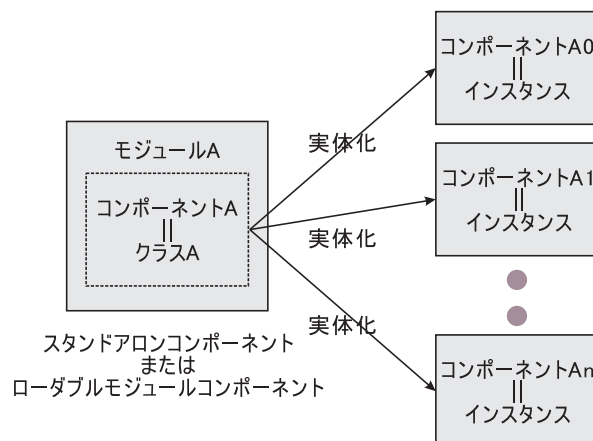 モジュールA
コンポーネントA
クラスA
スタンドアロンコンポーネント
または
ローダブルモジュールコンポーネント
実体化
実体化
実体化
コンポーネントA0
インスタンス
コンポーネントA1
インスタンス
コンポーネントAn
インスタンス